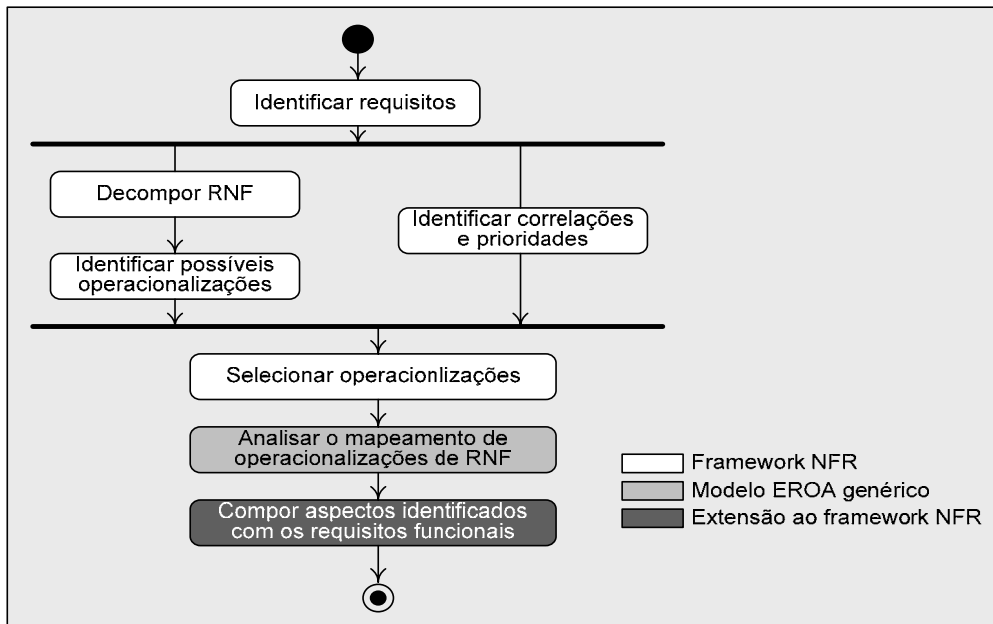 Identificar requisitos
Decompor RNF
Identificar correlações
e prioridades
Identificar possíveis
operacionalizações
Selecionar operacionlizações
Analisar o mapeamento de
operacionalizações de RNF
Compor aspectos identificados
com os requisitos funcionais
Framework NFR
Modelo EROA genérico
Extensão ao framework NFR